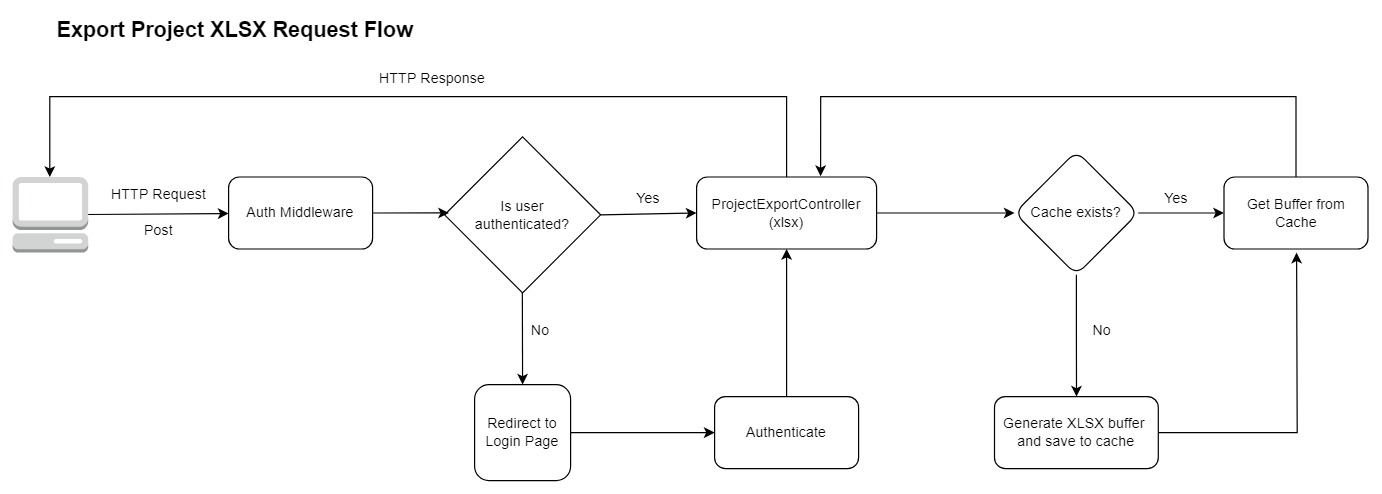 Export Project XLSX Request Flow
HTTP Response
HTTP Request
Post
Auth Middleware
Is user
authenticated?
Yes
No
Redirect to
Login Page
Authenticate
ProjectExportController
(xlsx)
Cache exists?
Yes
No
Get Buffer from
Cache
Generate XLSX buffer
and save to cache